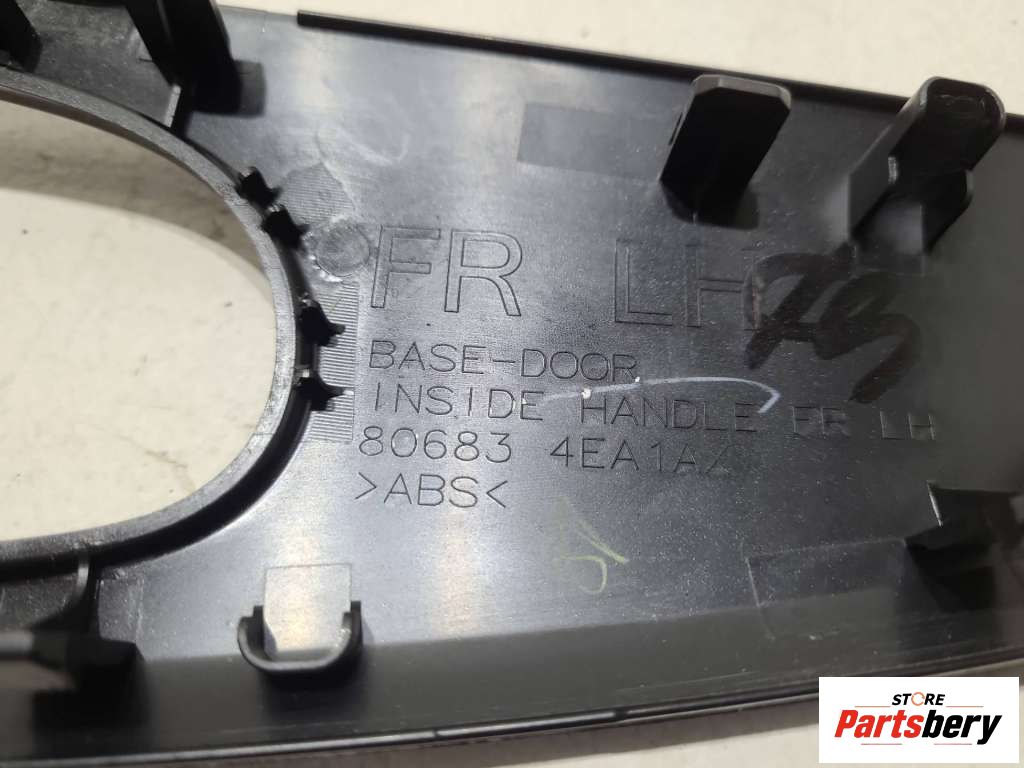 FR LH
BASE-DOOR
INSIDE HANDLE FR LH
80683 4EA1A
>ABS<
STORE
Partsbery